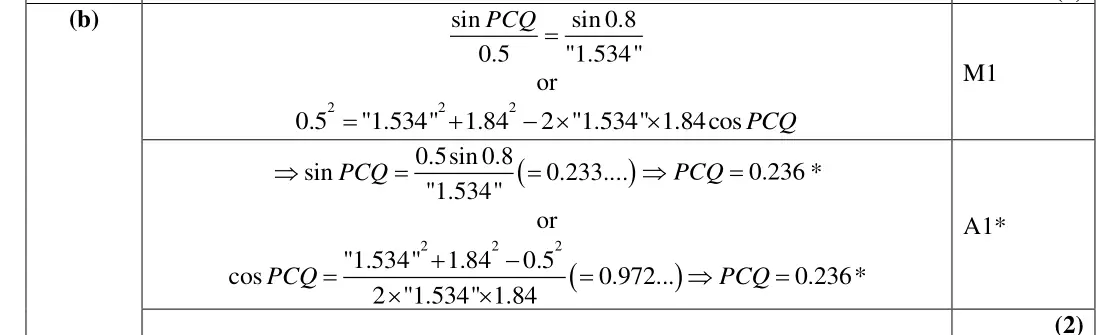 (b)
sin PCQ / 0.5 = sin 0.8 / "1.534"
or
0.5² = "1.534"² + 1.84² − 2 × "1.534" × 1.84 cos PCQ
M1
⇒ sin PCQ = 0.5 sin 0.8 / "1.534" (= 0.233....) ⇒ PCQ = 0.236 *
or
cos PCQ = "1.534"² + 1.84² − 0.5² / 2 × "1.534" × 1.84 (= 0.972...) ⇒ PCQ = 0.236 *
A1*
(2)